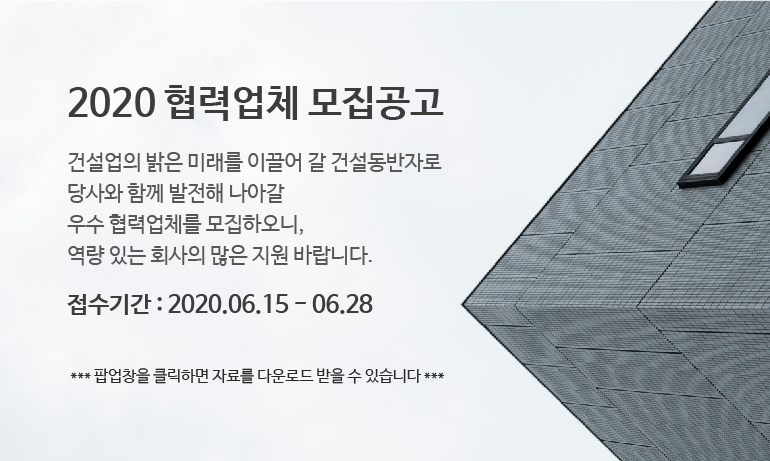 2020 협력업체 모집공고
건설업의 밝은 미래를 이끌어 갈 건설동반자로
당사와 함께 발전해 나아갈
우수 협력업체를 모집하오니,
역량 있는 회사의 많은 지원 바랍니다.
접수기간 : 2020.06.15 - 06.28
*** 팝업창을 클릭하면 자료를 다운로드 받을 수 있습니다 ***